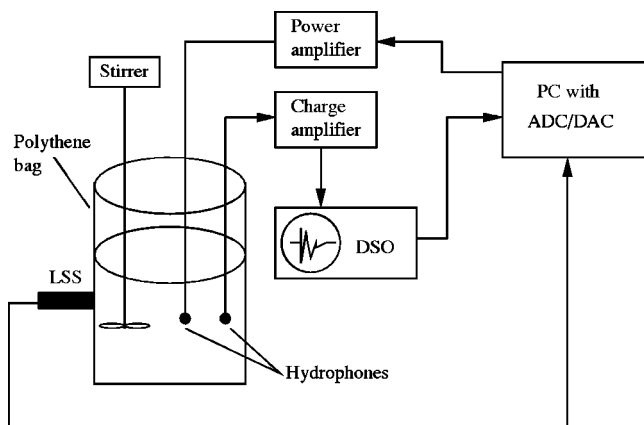 Power
amplifier
Stirrer
Charge
amplifier
PC with
ADC/DAC
Polythene
bag
DSO
LSS
Hydrophones